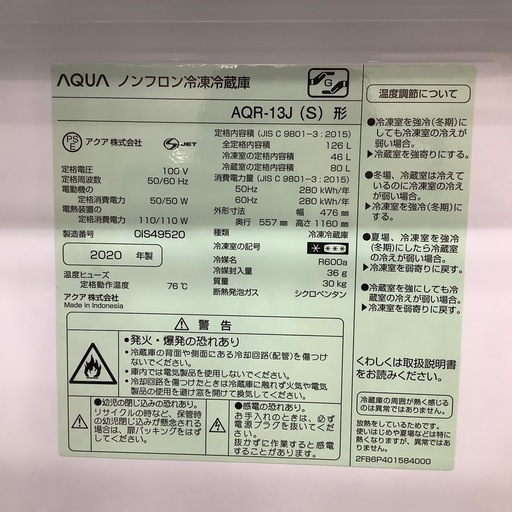 AQUA ノンフロン冷凍冷蔵庫
G
AQR-13J (S) 形
PS
E
アクア株式会社
S JET
定格電圧 100 V
定格周波数 50/60 Hz
電動機の
定格消費電力 50/50 W
電熱装置の
定格消費電力 110/110 W
製造番号 OIS49520
2020 年製
温度ヒューズ
定格動作温度 76℃
アクア株式会社
Made in Indonesia
定格内容積 (JIS C 9801-3 : 2015)
全定格内容積 126 L
冷凍室の内容積 46 L
冷蔵室の内容積 80 L
消費電力量 (JIS C 9801-3 : 2015)
50Hz 280 kWh/年
60Hz 280 kWh/年
外形寸法 幅 476 ㎜
奥行 557 ㎜ 高さ 1160 ㎜
種類 冷凍冷蔵庫
冷凍室の記号
冷媒名 R600a
冷媒封入量 36 g
質量 30 kg
断熱発泡ガス シクロペンタン
温度調節について
●冷凍室を強冷(冬期)に
しても冷凍室の冷えが
弱い場合。
➔冷蔵室を強寄りにする。
●冬場、冷蔵室は冷えて
いるのに冷凍室の冷え
が弱い場合。
➔冷凍室を強冷(冬期)にする。
●夏場、冷凍室を強冷
(冬期)にしたら冷蔵室の
冷えが弱い場合。
➔冷凍室を弱寄りに戻す。
●冷蔵室を強にしても冷
蔵室の冷えが弱い場合。
➔冷凍室を弱寄りに戻す。
くわしくは取扱説明書
をお読みください。
冷蔵庫の周囲が熱く感じる
のは異常ではありません。
放熱をしているためです。
使いはじめや夏場などは特に
熱くなりますが、異常ではあ
りません。
2FB6P401584000
⚠ 警告
●発火・爆発の恐れあり
・冷蔵庫の背面や側面にある冷却回路(配管)を傷つけ
ないでください。
・庫内では電気製品を使用しないでください。
・冷却回路を傷つけたときは冷蔵庫に触れず火気や電気
製品の使用を避け窓を開けて換気してください。
●幼児の閉じ込みの恐れあり。
リサイクルの時など、保管時
の幼児閉じ込みが懸念される
場合は、扉パッキングをはず
してください。
●感電の恐れあり。
お手入れのときは、必ず
電源プラグを抜いてくだ
さい。
抜かずに作業すると感電
することがあります。